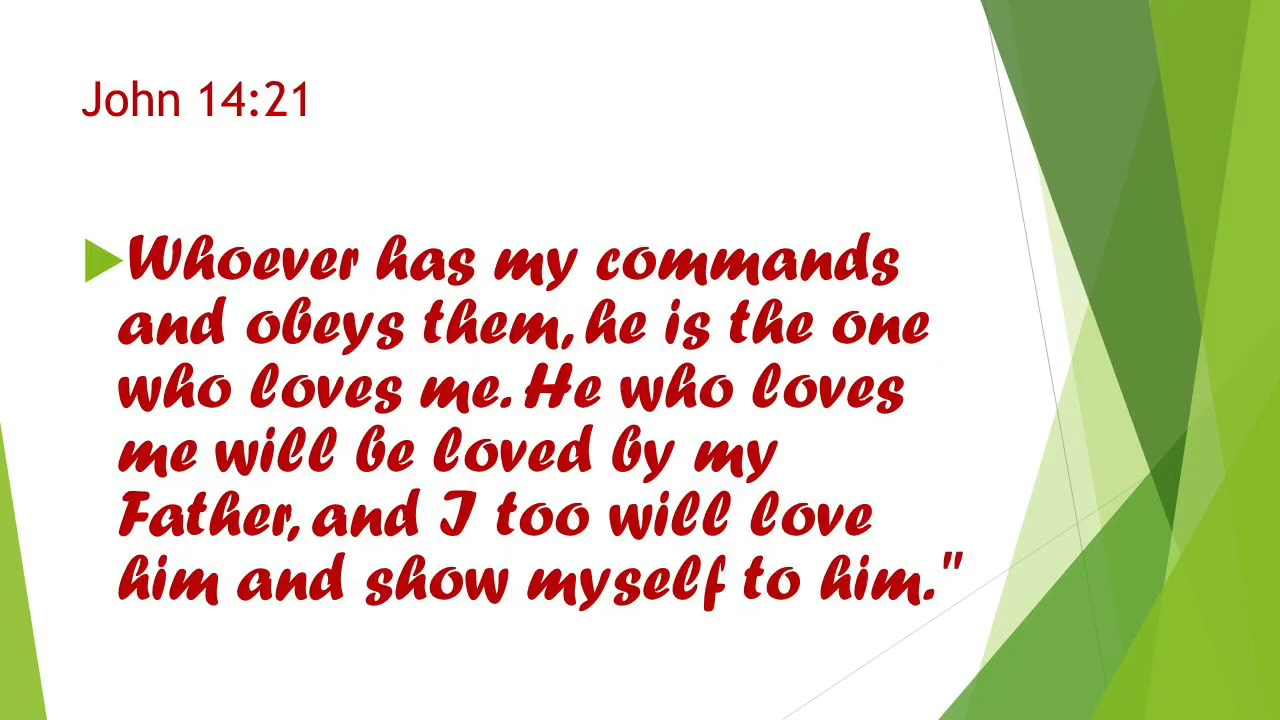 John 14:21
Whoever has my commands
and obeys them, he is the one
who loves me. He who loves
me will be loved by my
Father, and I too will love
him and show myself to him."